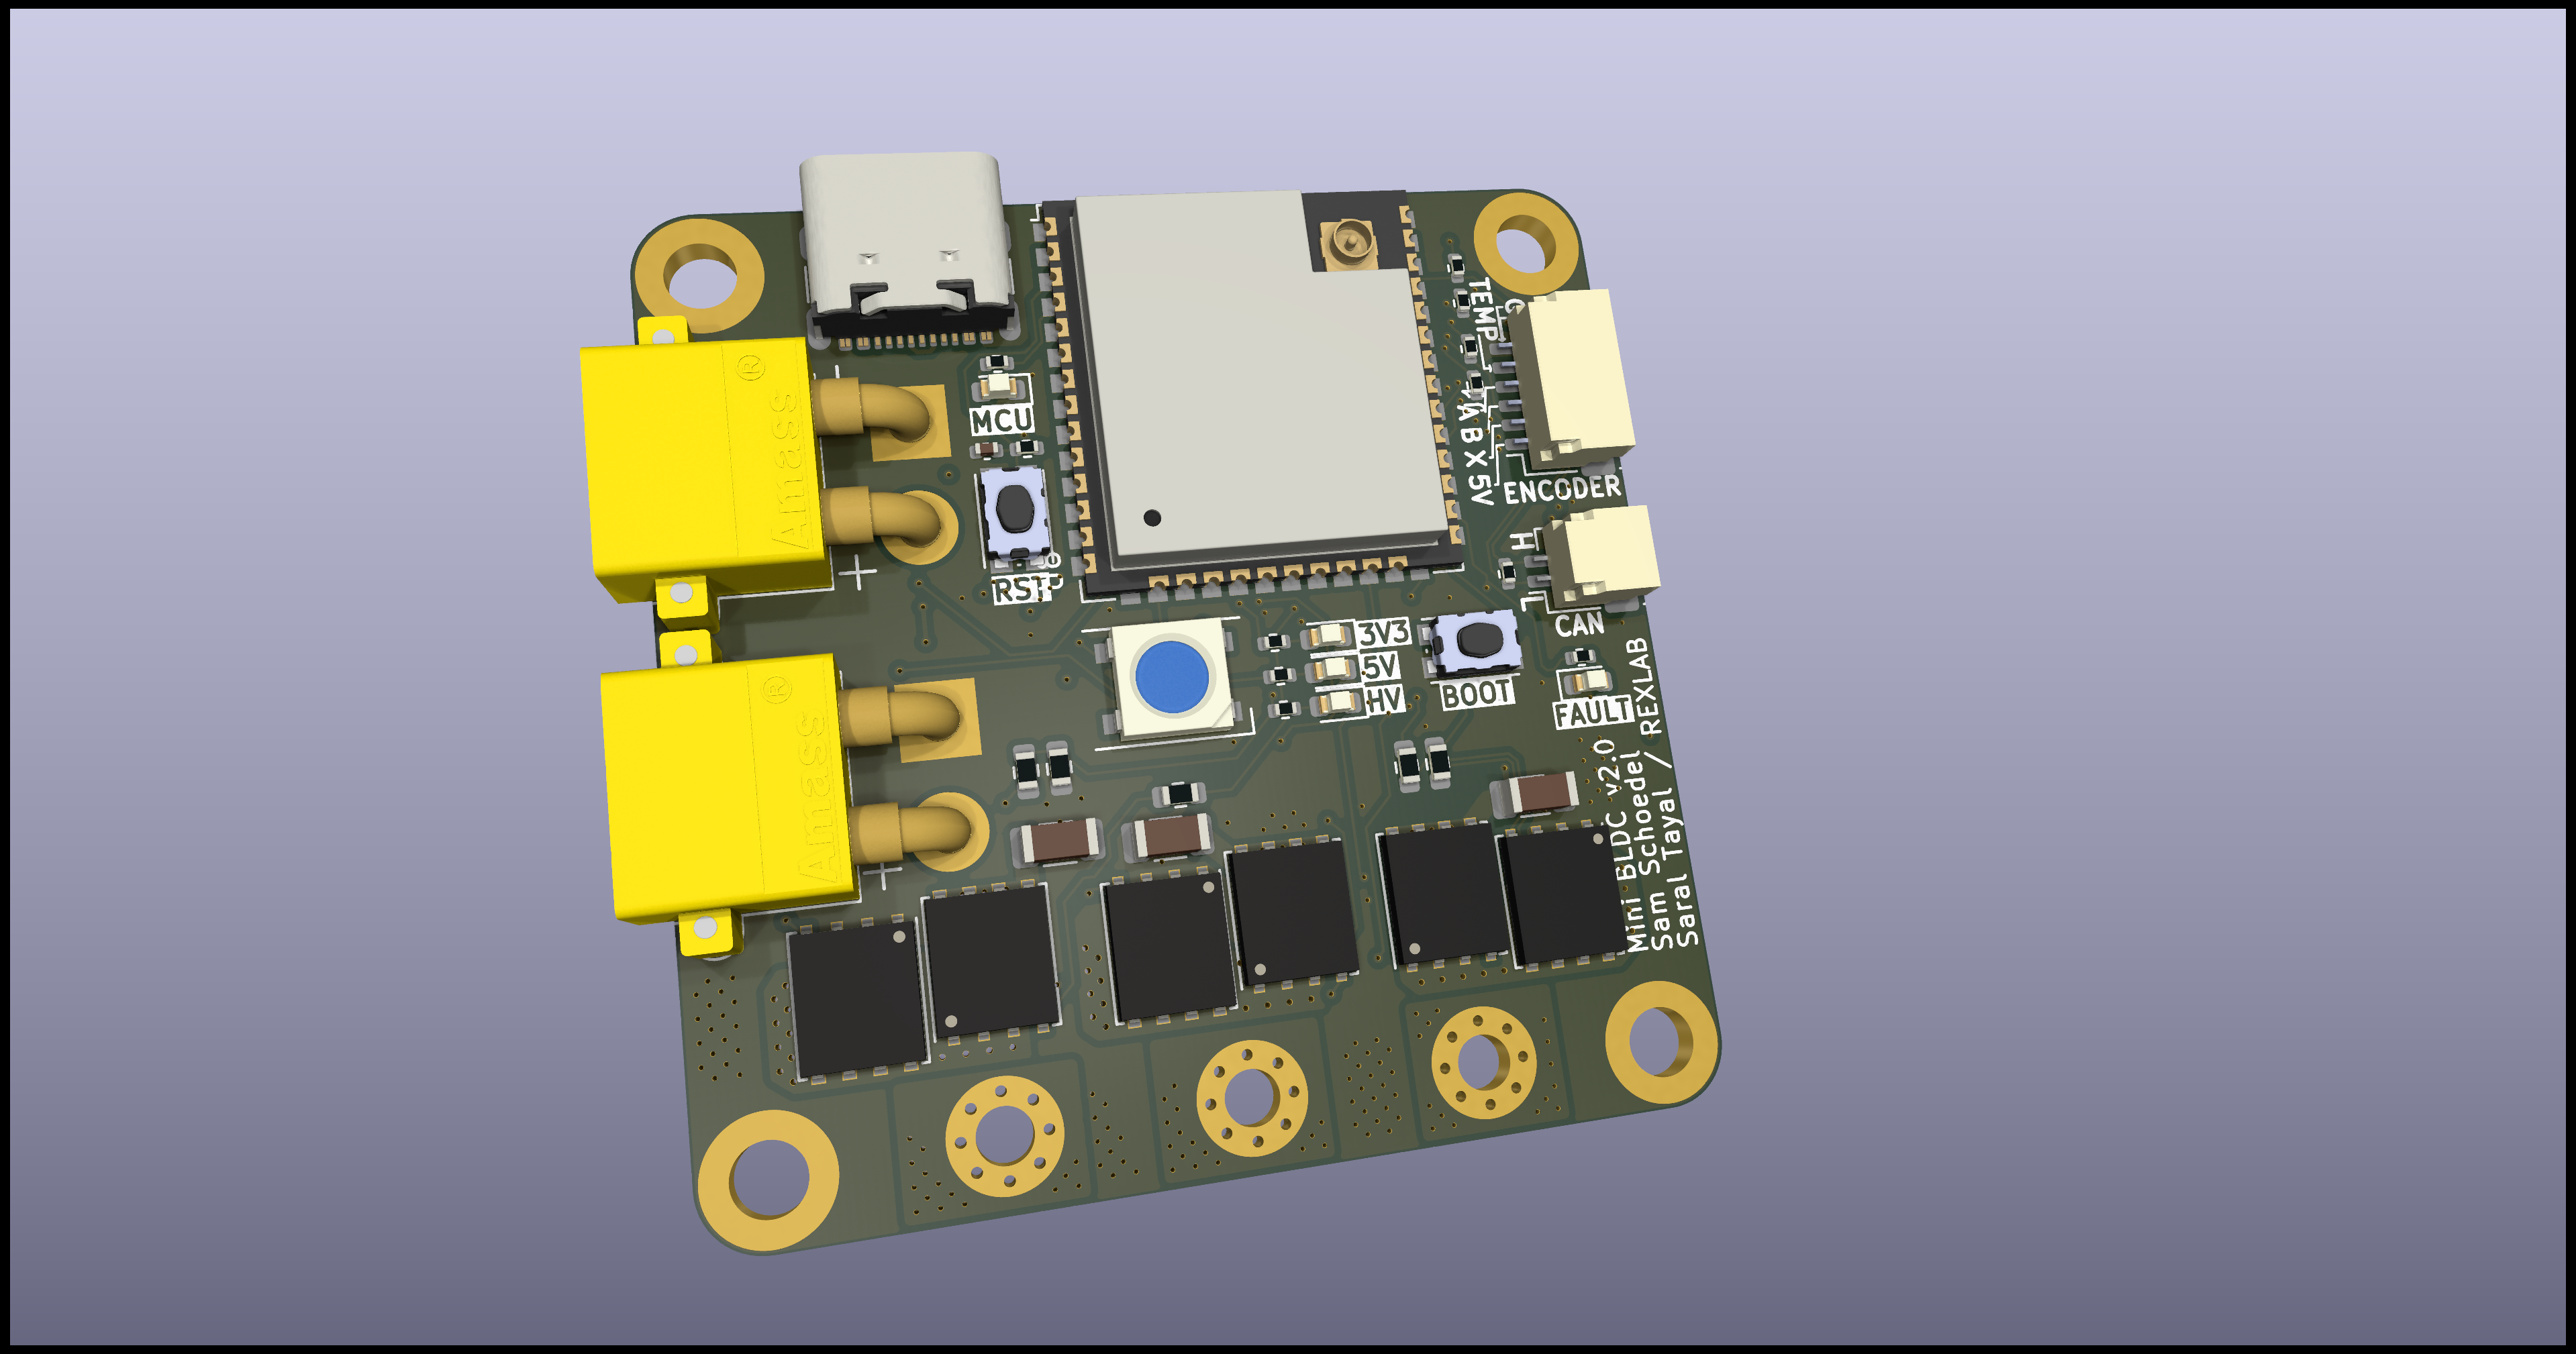 Amass®
Amass®
MCU
RST
TEMP
A B X 5V
ENCODER
H
CAN
3V3
5V
HV
BOOT
FAULT
Mini BLDC v2.0
Sam Schoedel
Saral Tayal / REXLAB